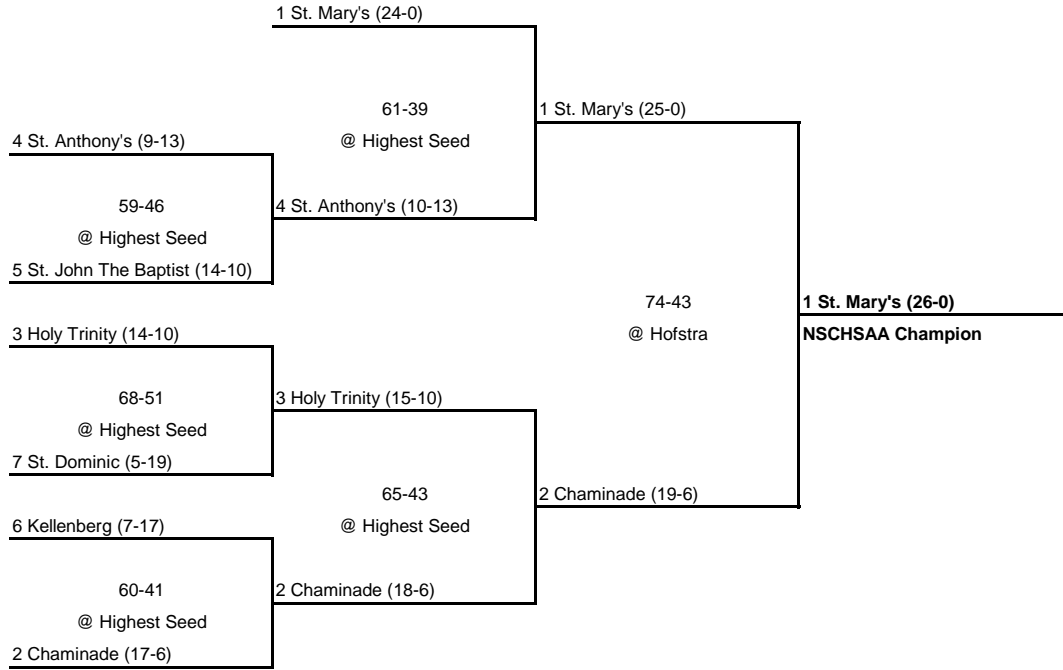 1 St. Mary's (24-0)
61-39
@ Highest Seed
1 St. Mary's (25-0)
4 St. Anthony's (9-13)
59-46
@ Highest Seed
4 St. Anthony's (10-13)
5 St. John The Baptist (14-10)
74-43
@ Hofstra
1 St. Mary's (26-0)
NSCHSAA Champion
3 Holy Trinity (14-10)
68-51
@ Highest Seed
3 Holy Trinity (15-10)
7 St. Dominic (5-19)
65-43
@ Highest Seed
2 Chaminade (19-6)
6 Kellenberg (7-17)
60-41
@ Highest Seed
2 Chaminade (18-6)
2 Chaminade (17-6)